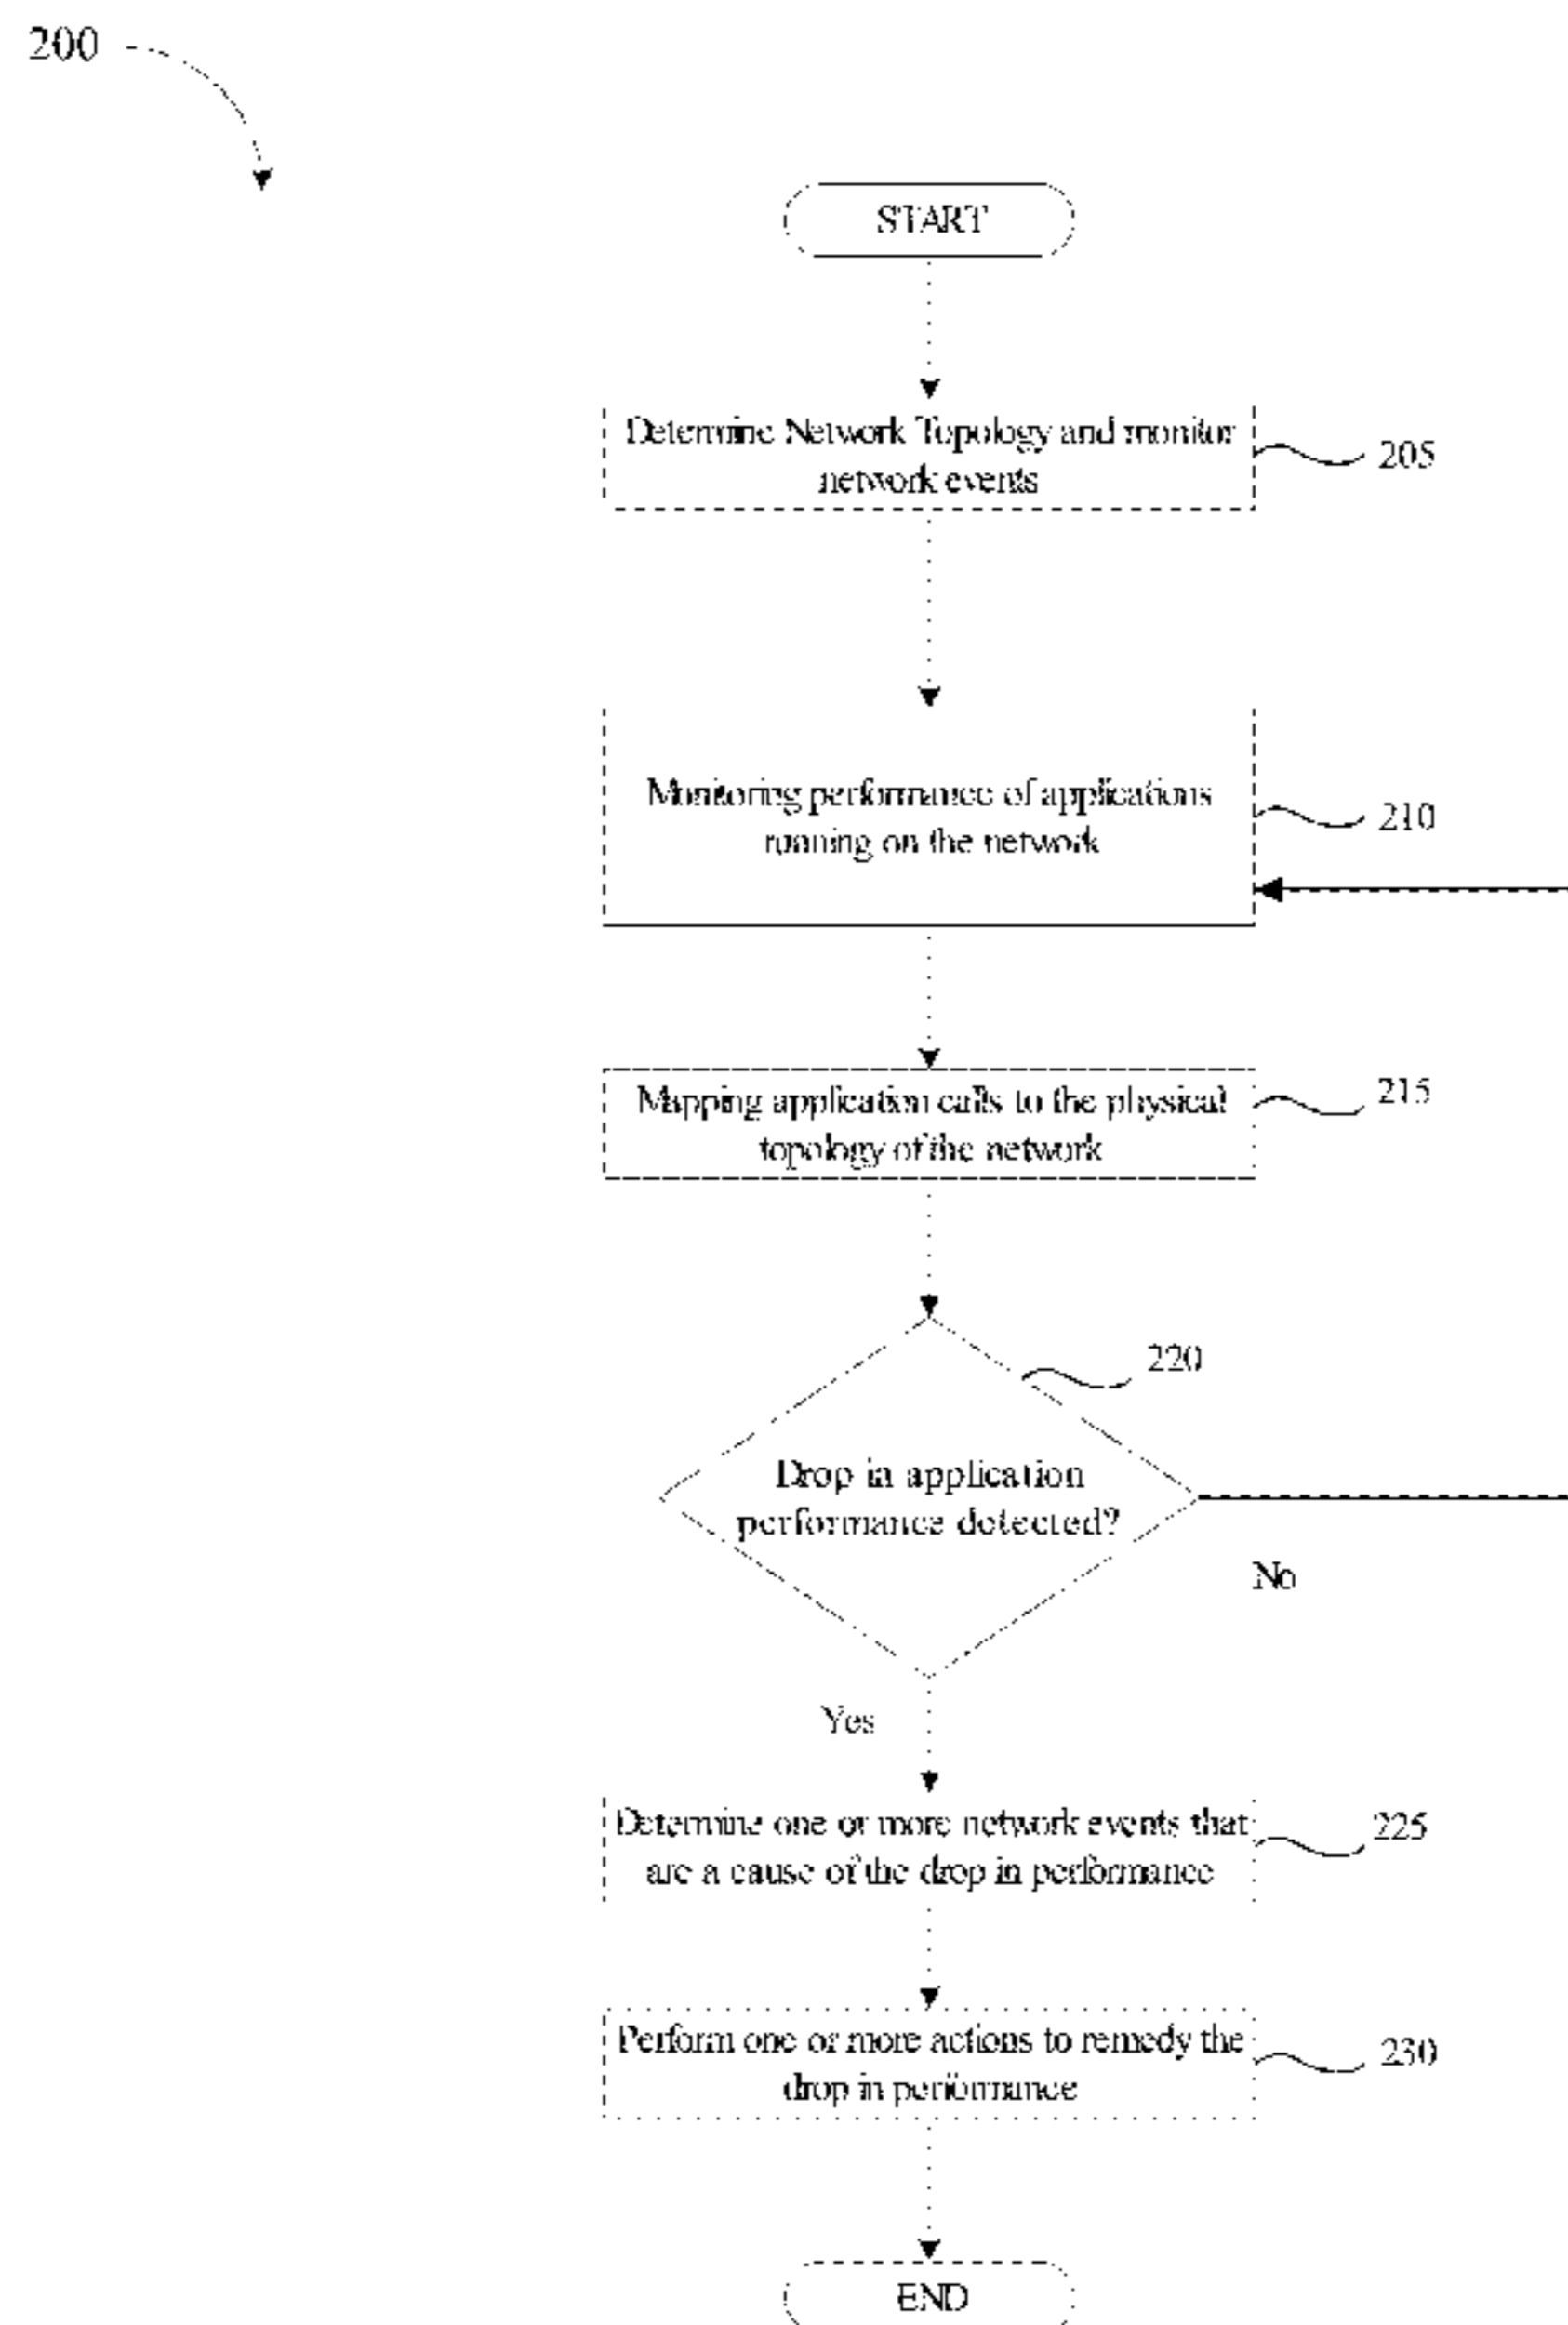 200
START
Determine Network Topology and monitor
network events
205
Monitoring performance of applications
running on the network
210
Mapping application calls to the physical
topology of the network
215
220
Drop in application
performance detected?
No
Yes
Determine one or more network events that
are a cause of the drop in performance
225
Perform one or more actions to remedy the
drop in performance
230
END